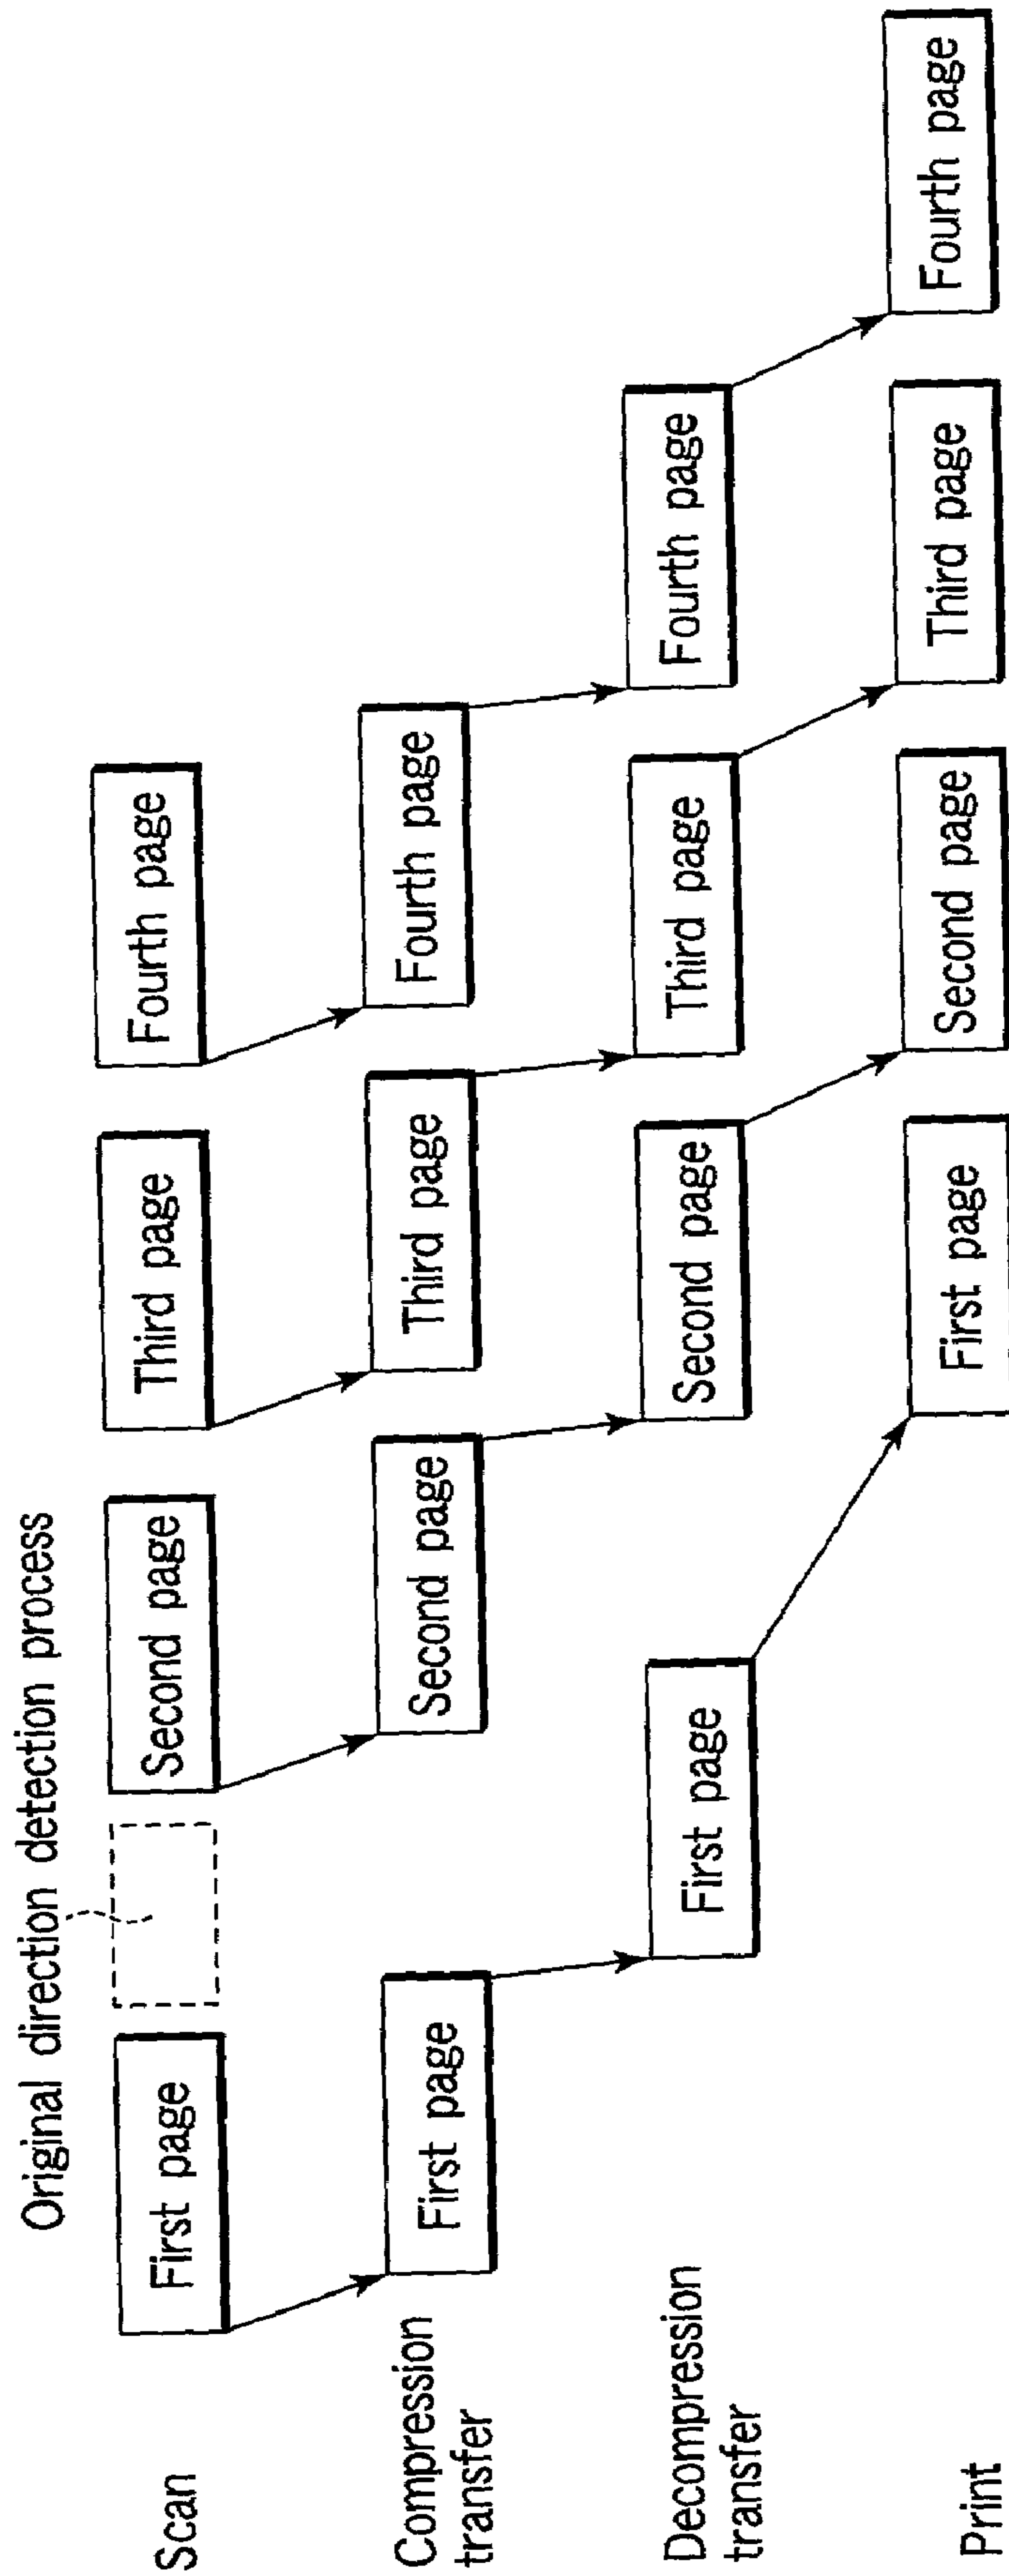 Original direction detection process
Scan
First page
Second page
Third page
Fourth page
Compression
transfer
First page
Second page
Third page
Fourth page
Decompression
transfer
First page
Second page
Third page
Fourth page
Print
First page
Second page
Third page
Fourth page